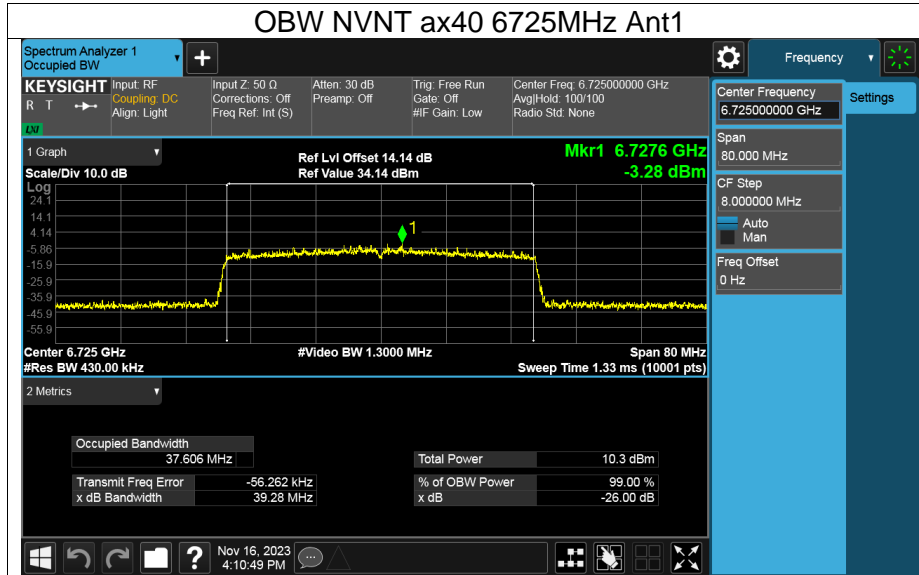 OBW NVNT ax40 6725MHz Ant1
Spectrum Analyzer 1
Occupied BW
+
Frequency
KEYSIGHT
R T
LXI
Input: RF
Coupling: DC
Align: Light
Input Z: 50 Ω
Corrections: Off
Freq Ref: Int (S)
Atten: 30 dB
Preamp: Off
Trig: Free Run
Gate: Off
#IF Gain: Low
Center Freq: 6.725000000 GHz
Avg|Hold: 100/100
Radio Std: None
Center Frequency
6.725000000 GHz
Settings
Span
80.000 MHz
CF Step
8.000000 MHz
Auto
Man
Freq Offset
0 Hz
1 Graph
Scale/Div 10.0 dB
Ref Lvl Offset 14.14 dB
Ref Value 34.14 dBm
Mkr1 6.7276 GHz
-3.28 dBm
Log
24.1
14.1
4.14
-5.86
-15.9
-25.9
-35.9
-45.9
-55.9
1
Center 6.725 GHz
#Res BW 430.00 kHz
#Video BW 1.3000 MHz
Span 80 MHz
Sweep Time 1.33 ms (10001 pts)
2 Metrics
Occupied Bandwidth
37.606 MHz
Transmit Freq Error -56.262 kHz
x dB Bandwidth 39.28 MHz
Total Power 10.3 dBm
% of OBW Power 99.00 %
x dB -26.00 dB
?
Nov 16, 2023
4:10:49 PM